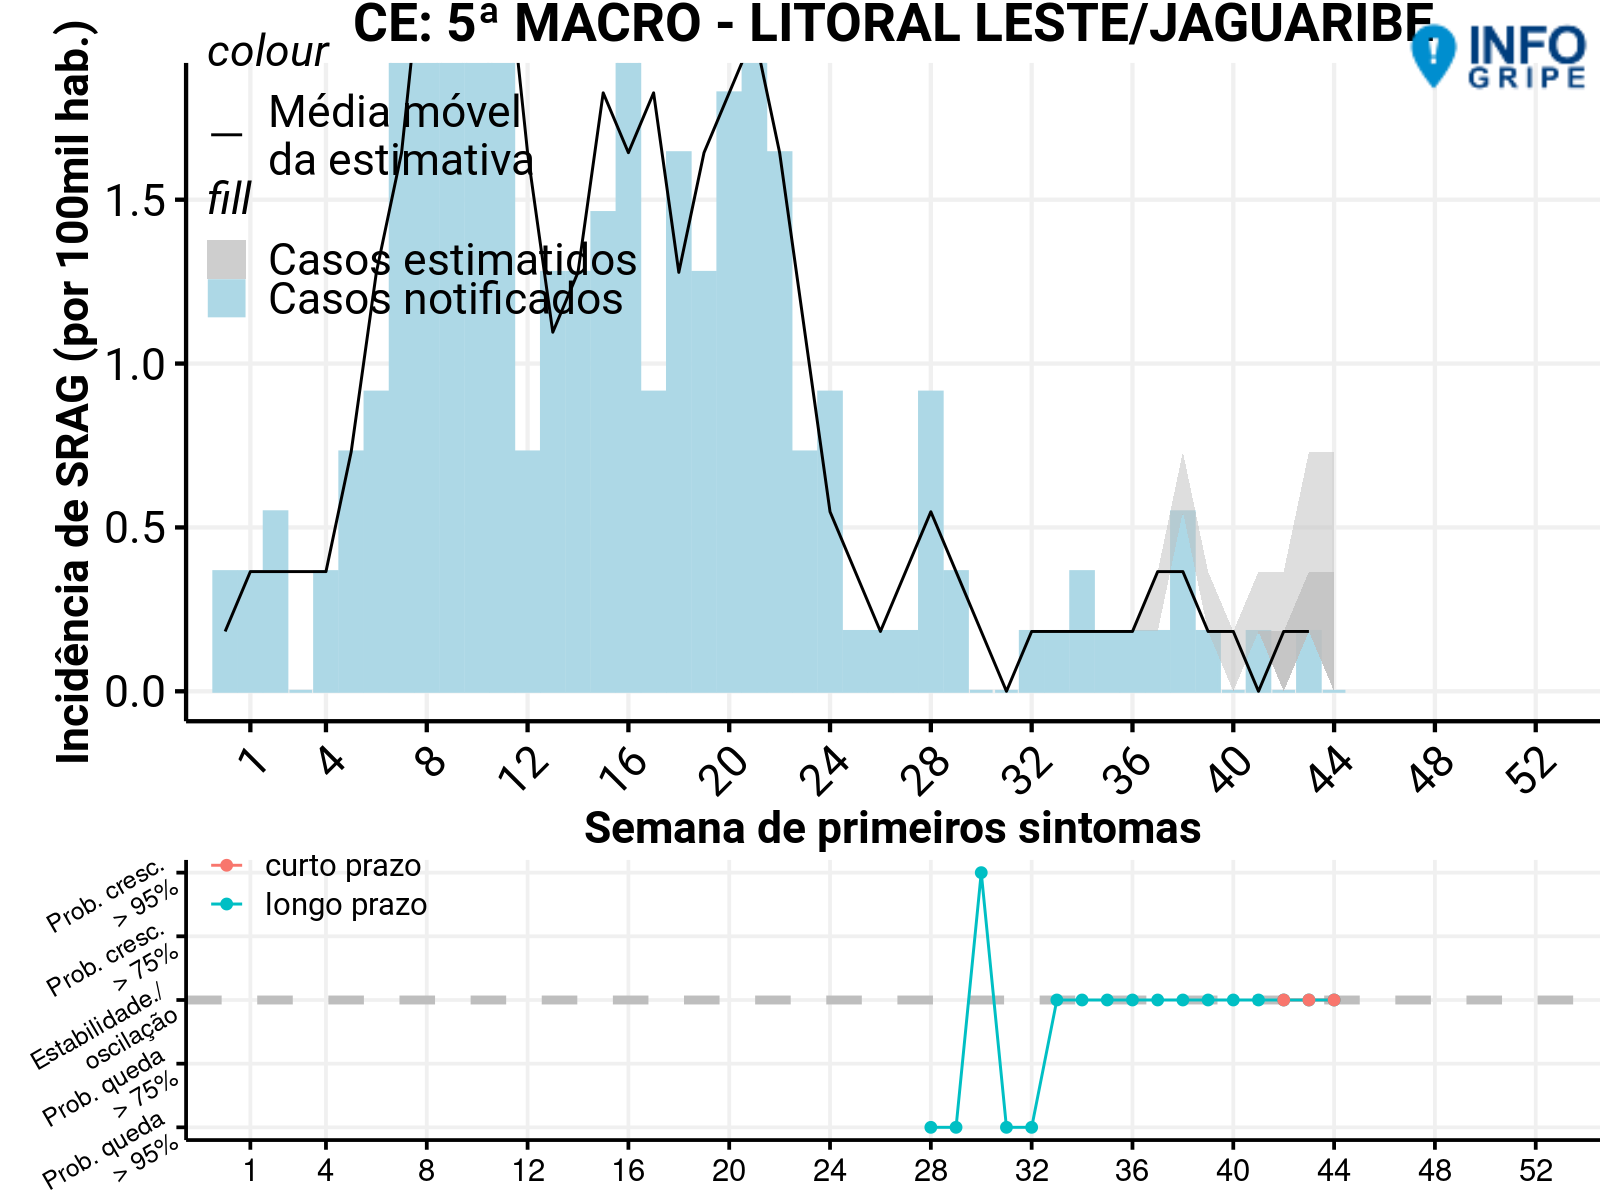 CE: 5ª MACRO - LITORAL LESTE/JAGUARIBE
INFO
GRIPE
Incidência de SRAG (por 100mil hab.)
colour
Média móvel
da estimativa
fill
Casos estimatidos
Casos notificados
1.5
1.0
0.5
0.0
1 4 8 12 16 20 24 28 32 36 40 44 48 52
Semana de primeiros sintomas
curto prazo
longo prazo
Prob. cresc.
> 95%
Prob. cresc.
> 75%
Estabilidade./
oscilação
Prob. queda
> 75%
Prob. queda
> 95%
1 4 8 12 16 20 24 28 32 36 40 44 48 52